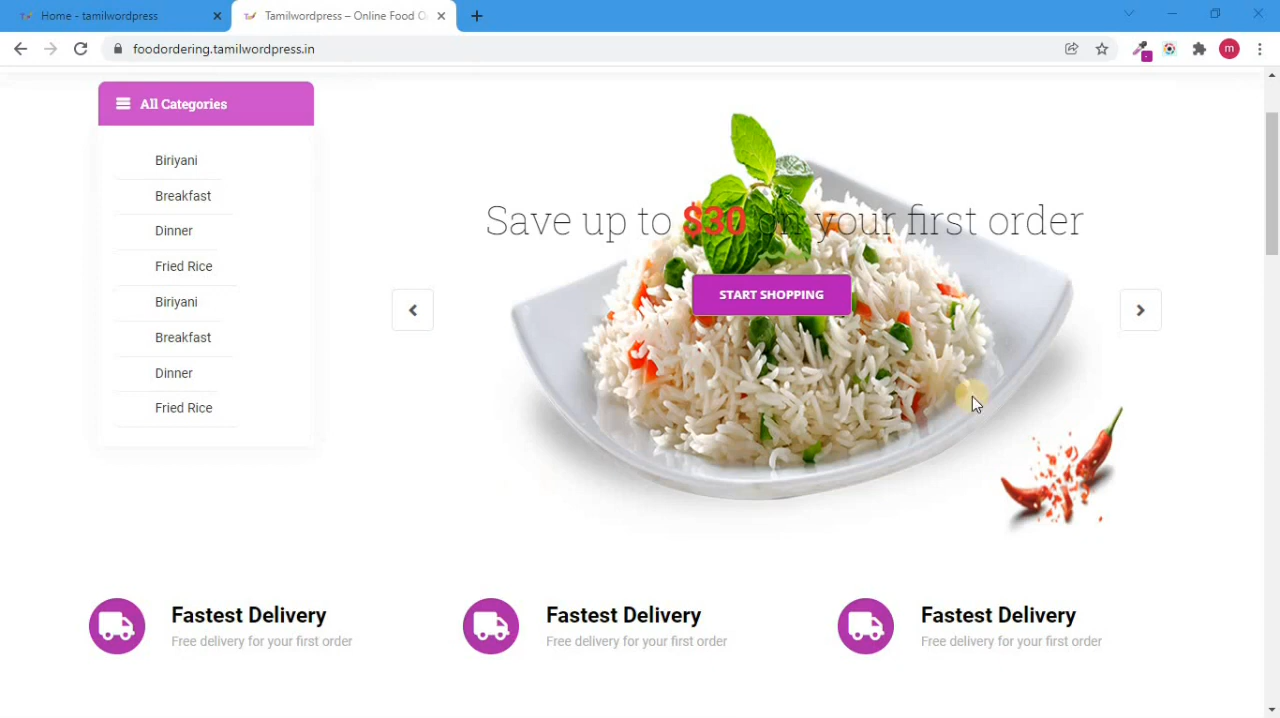 Home - tamilwordpress
Tamilwordpress – Online Food O
foodordering.tamilwordpress.in
m
All Categories
Biriyani
Breakfast
Dinner
Fried Rice
Biriyani
Breakfast
Dinner
Fried Rice
Save up to $30 on your first order
START SHOPPING
Fastest Delivery
Free delivery for your first order
Fastest Delivery
Free delivery for your first order
Fastest Delivery
Free delivery for your first order